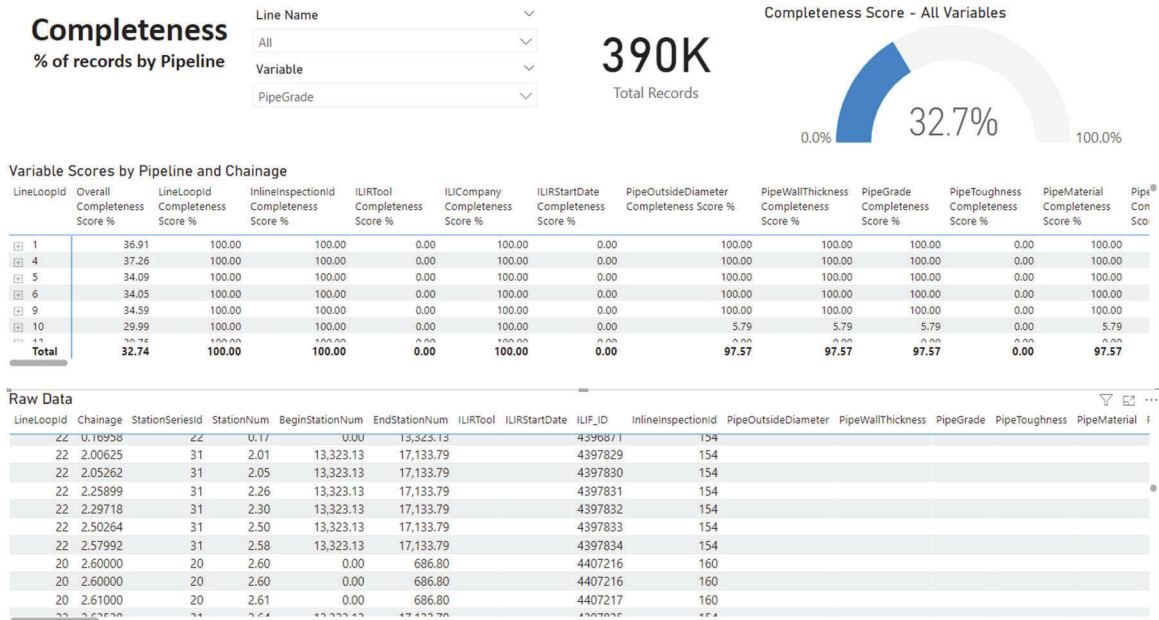 Completeness
% of records by Pipeline
Line Name
All
Variable
PipeGrade
390K
Total Records
Completeness Score - All Variables
32.7%
0.0%
100.0%
Variable Scores by Pipeline and Chainage
LineLoopId Overall Completeness Score % LineLoopId Completeness Score % InlineInspectionId Completeness Score % ILIRTool Completeness Score % ILICompany Completeness Score % ILIRStartDate Completeness Score % PipeOutsideDiameter Completeness Score % PipeWallThickness Completeness Score % PipeGrade Completeness Score % PipeToughness Completeness Score % PipeMaterial Completeness Score %
1 36.91 100.00 100.00 0.00 100.00 0.00 100.00 100.00 100.00 0.00 100.00
4 37.26 100.00 100.00 0.00 100.00 0.00 100.00 100.00 100.00 0.00 100.00
5 34.09 100.00 100.00 0.00 100.00 0.00 100.00 100.00 100.00 0.00 100.00
6 34.05 100.00 100.00 0.00 100.00 0.00 100.00 100.00 100.00 0.00 100.00
9 34.59 100.00 100.00 0.00 100.00 0.00 100.00 100.00 100.00 0.00 100.00
10 29.99 100.00 100.00 0.00 100.00 0.00 5.79 5.79 5.79 0.00 5.79
Total 32.74 100.00 100.00 0.00 100.00 0.00 97.57 97.57 97.57 0.00 97.57
Raw Data
LineLoopId Chainage StationSeriesId StationNum BeginStationNum EndStationNum ILIRTool ILIRStartDate ILIF_ID InlineInspectionId PipeOutsideDiameter PipeWallThickness PipeGrade PipeToughness PipeMaterial
22 0.16958 22 0.17 0.00 13,323.13 4396871 154
22 2.00625 31 2.01 13,323.13 17,133.79 4397829 154
22 2.05262 31 2.05 13,323.13 17,133.79 4397830 154
22 2.25899 31 2.26 13,323.13 17,133.79 4397831 154
22 2.29718 31 2.30 13,323.13 17,133.79 4397832 154
22 2.50264 31 2.50 13,323.13 17,133.79 4397833 154
22 2.57992 31 2.58 13,323.13 17,133.79 4397834 154
20 2.60000 20 2.60 0.00 686.80 4407216 160
20 2.60000 20 2.60 0.00 686.80 4407216 160
20 2.61000 20 2.61 0.00 686.80 4407217 160